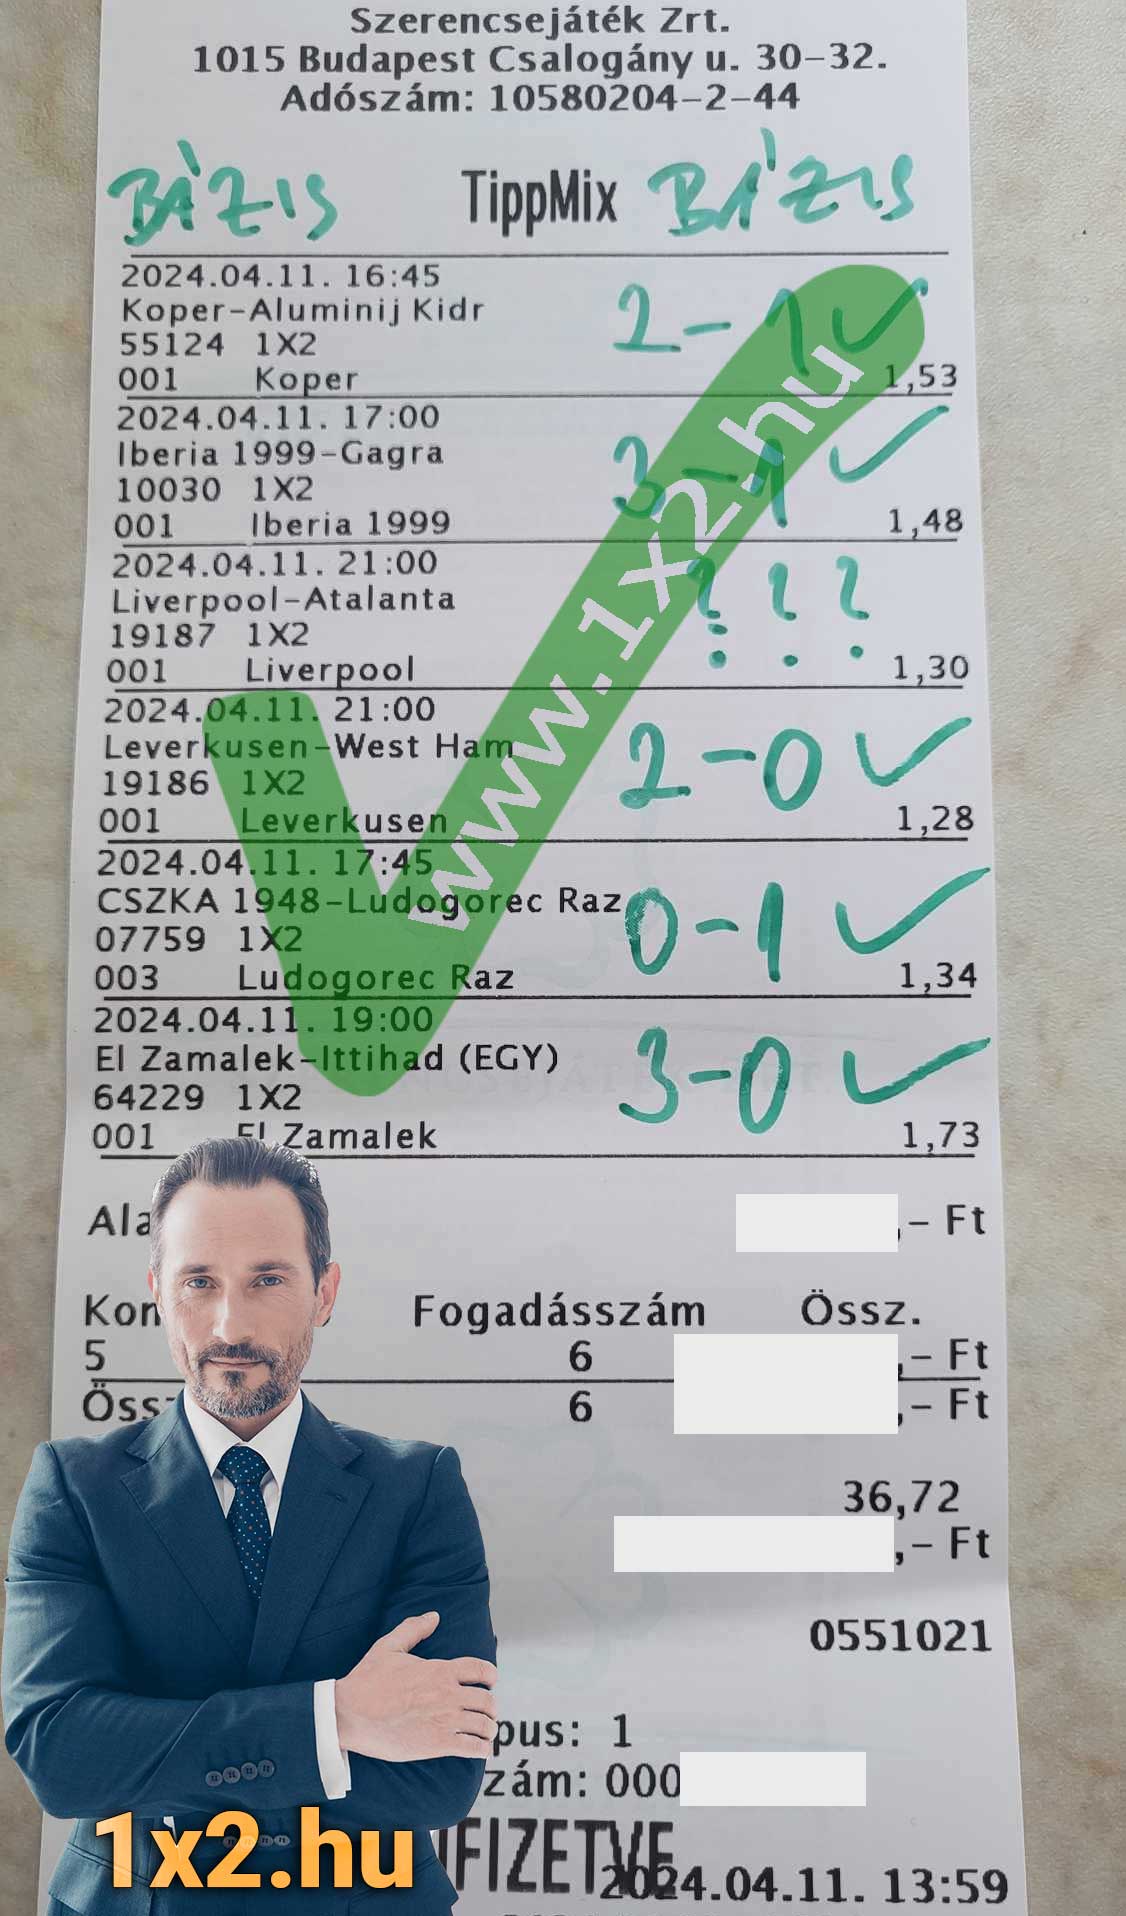 Szerencsejáték Zrt.
1015 Budapest Csalogány u. 30-32.
Adószám: 10580204-2-44
BÁZIS TippMix BÁZIS
2024.04.11. 16:45
Koper-Aluminij Kidr 2-1 ✓
55124 1X2
001 Koper 1,53
2024.04.11. 17:00
Iberia 1999-Gagra 3-1 ✓
10030 1X2
001 Iberia 1999 1,48
2024.04.11. 21:00
Liverpool-Atalanta ? ? ?
19187 1X2
001 Liverpool 1,30
2024.04.11. 21:00
Leverkusen-West Ham 2-0 ✓
19186 1X2
001 Leverkusen 1,28
2024.04.11. 17:45
CSZKA 1948-Ludogorec Raz 0-1 ✓
07759 1X2
003 Ludogorec Raz 1,34
2024.04.11. 19:00
El Zamalek-Ittihad (EGY) 3-0 ✓
64229 1X2
001 El Zamalek 1,73
www.1x2.hu
Ala ,- Ft
Kom Fogadásszám Össz.
5 6 ,- Ft
Össz 6 ,- Ft
36,72
,- Ft
0551021
pus: 1
zám: 000
IFIZETVE
2024.04.11. 13:59
1x2.hu